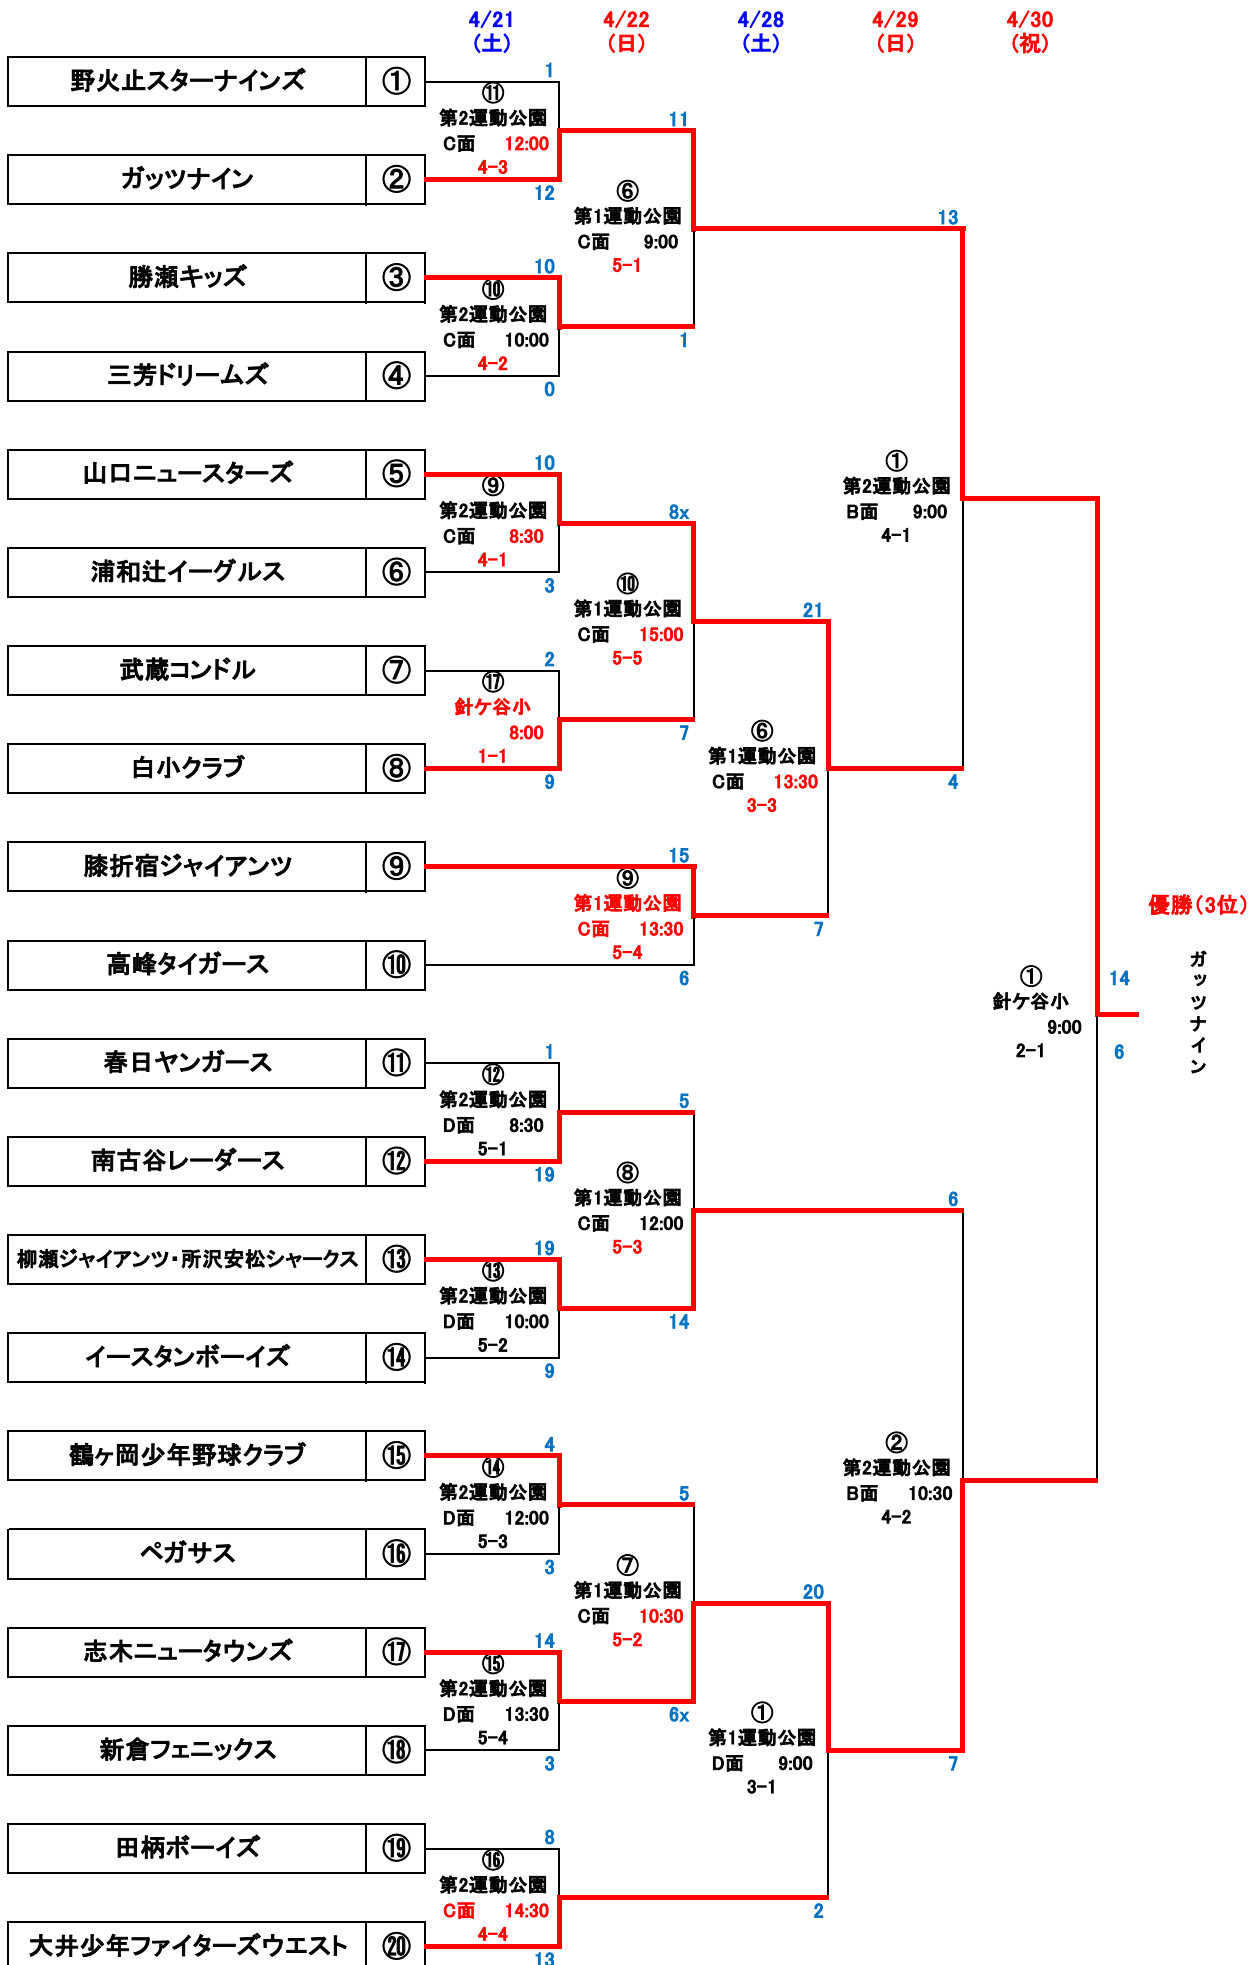 4/21 4/22 4/28 4/29 4/30
(土) (日) (土) (日) (祝)
野火止スターナインズ ①
1
⑪
第2運動公園
C面 12:00
4-3
11
ガッツナイン ②
12
⑥
第1運動公園
C面 9:00
5-1
13
勝瀬キッズ ③
10
⑩
第2運動公園
C面 10:00
4-2
1
三芳ドリームズ ④
0
①
第2運動公園
B面 9:00
4-1
山口ニュースターズ ⑤
10
⑨
第2運動公園
C面 8:30
4-1
8x
浦和辻イーグルス ⑥
3
⑩
第1運動公園
C面 15:00
5-5
21
武蔵コンドル ⑦
2
⑰
針ケ谷小
8:00
1-1
7
白小クラブ ⑧
9
⑥
第1運動公園
C面 13:30
3-3
4
膝折宿ジャイアンツ ⑨
15
⑨
第1運動公園
C面 13:30
5-4
7
高峰タイガース ⑩
6
優勝(3位)
ガッツナイン
①
針ケ谷小
9:00
2-1
14
6
春日ヤンガース ⑪
1
⑫
第2運動公園
D面 8:30
5-1
5
南古谷レーダース ⑫
19
⑧
第1運動公園
C面 12:00
5-3
6
柳瀬ジャイアンツ・所沢安松シャークス ⑬
19
⑬
第2運動公園
D面 10:00
5-2
14
イースタンボーイズ ⑭
9
②
第2運動公園
B面 10:30
4-2
鶴ヶ岡少年野球クラブ ⑮
4
⑭
第2運動公園
D面 12:00
5-3
5
ペガサス ⑯
3
⑦
第1運動公園
C面 10:30
5-2
20
志木ニュータウンズ ⑰
14
⑮
第2運動公園
D面 13:30
5-4
6x
新倉フェニックス ⑱
3
①
第1運動公園
D面 9:00
3-1
7
田柄ボーイズ ⑲
8
⑯
第2運動公園
C面 14:30
4-4
2
大井少年ファイターズウエスト ⑳
13